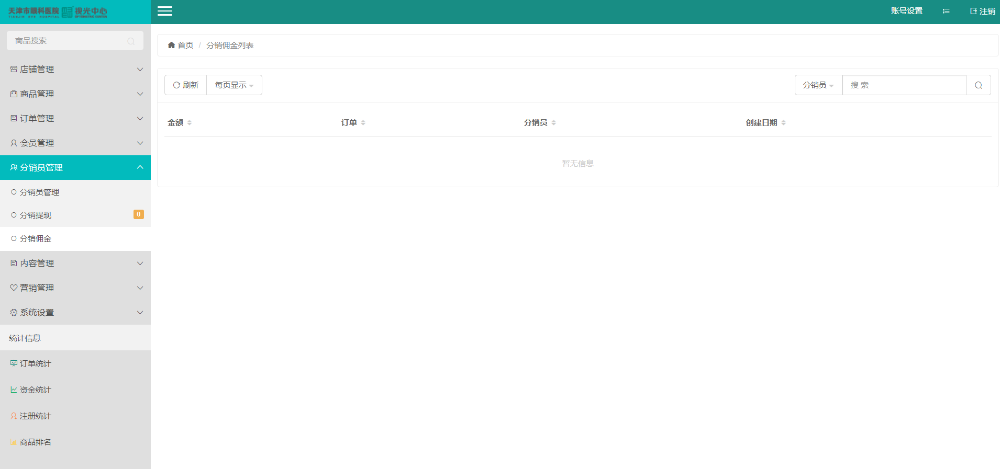 天津市眼科医院 视光中心
TIANJIN EYE HOSPITAL OPTOMETRIC CENTER
账号设置
注销
商品搜索
店铺管理
商品管理
订单管理
会员管理
分销员管理
分销员管理
分销提现 0
分销佣金
内容管理
营销管理
系统设置
统计信息
订单统计
资金统计
注册统计
商品排名
首页 / 分销佣金列表
刷新 每页显示 分销员 搜 索
金额 订单 分销员 创建日期
暂无信息